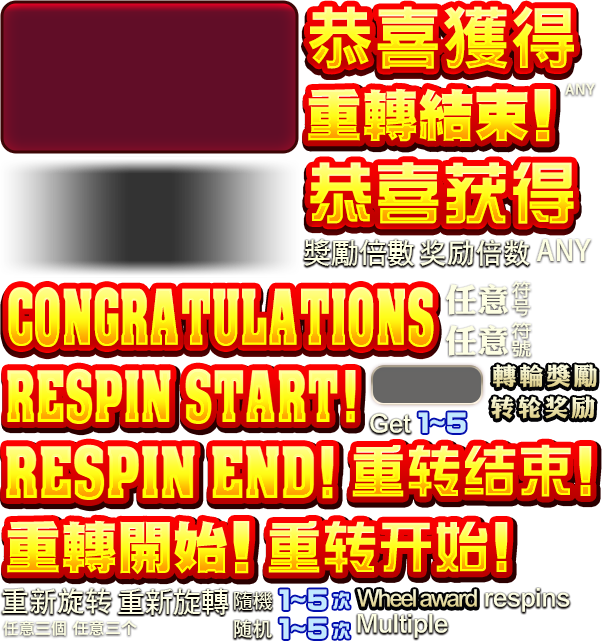 恭喜獲得
ANY
重轉結束!
恭喜获得
獎勵倍數 奖励倍数 ANY
CONGRATULATIONS
任意符号
任意符號
RESPIN START!
轉輪獎勵
转轮奖励
Get 1~5
RESPIN END! 重转结束!
重轉開始! 重转开始!
重新旋转 重新旋轉 隨機 1~5 次 Wheel award respins
任意三個 任意三个 随机 1~5 次 Multiple